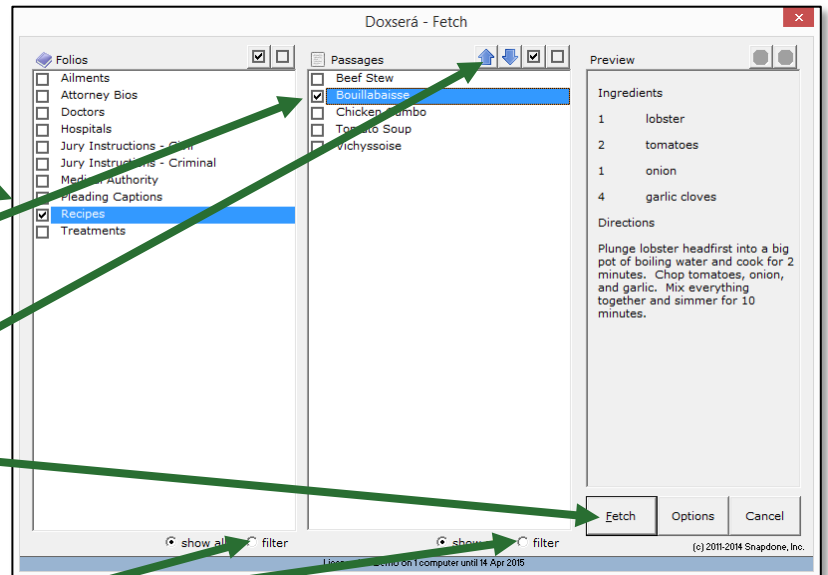 Doxserá - Fetch
Folios
Ailments
Attorney Bios
Doctors
Hospitals
Jury Instructions - Civil
Jury Instructions - Criminal
Medical Authority
Pleading Captions
Recipes
Treatments
show all
filter
Passages
Beef Stew
Bouillabaisse
Chicken Gumbo
Tomato Soup
Vichyssoise
show
filter
Preview
Ingredients
1 lobster
2 tomatoes
1 onion
4 garlic cloves
Directions
Plunge lobster headfirst into a big
pot of boiling water and cook for 2
minutes. Chop tomatoes, onion,
and garlic. Mix everything
together and simmer for 10
minutes.
Fetch
Options
Cancel
(c) 2011-2014 Snapdone, Inc.
Demo on 1 computer until 14 Apr 2015